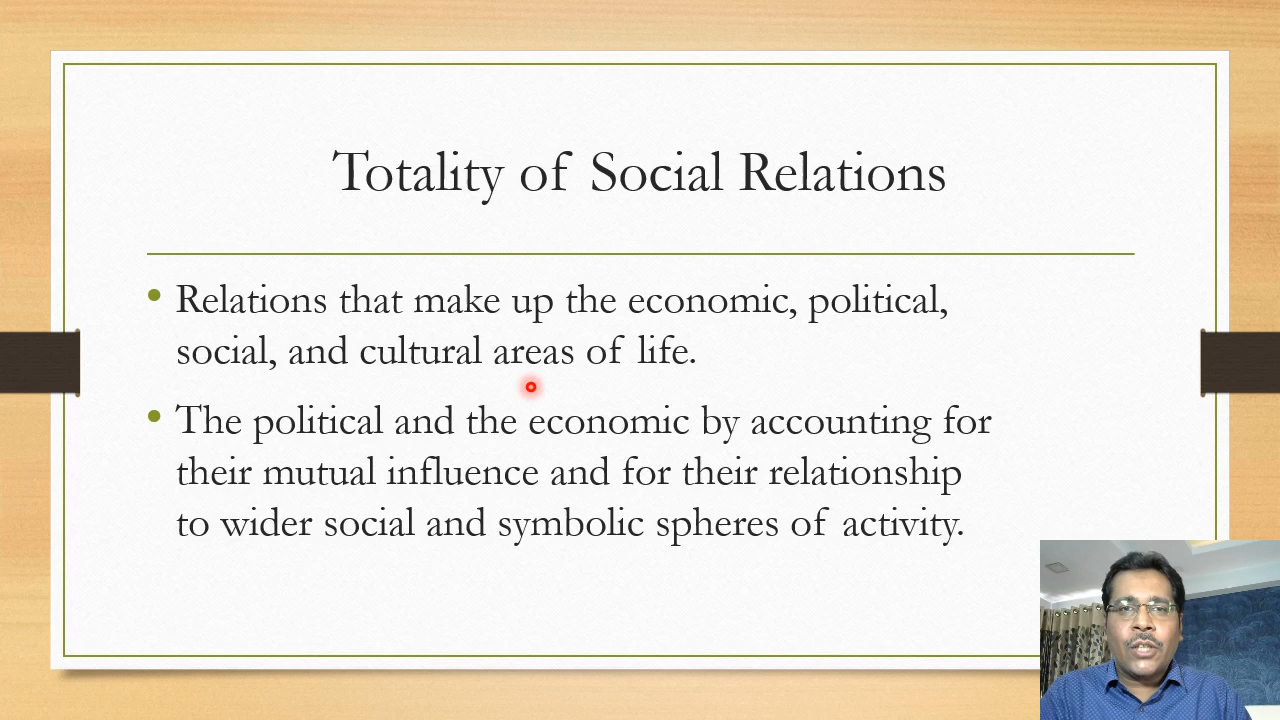 Totality of Social Relations
• Relations that make up the economic, political,
social, and cultural areas of life.
• The political and the economic by accounting for
their mutual influence and for their relationship
to wider social and symbolic spheres of activity.